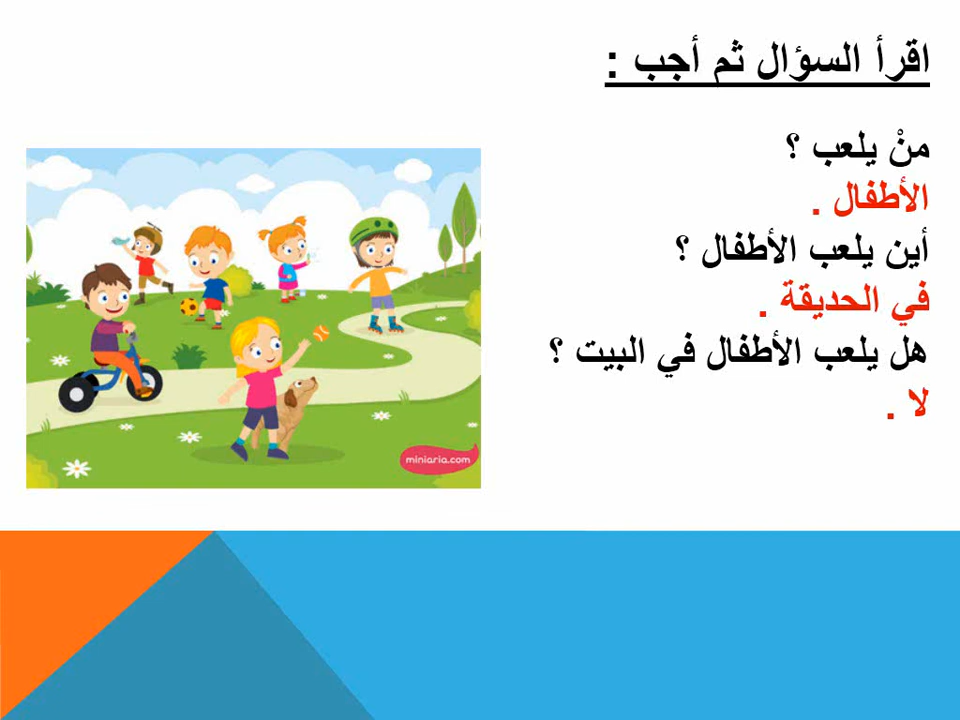 اقرأ السؤال ثم أجب :
منْ يلعب ؟
الأطفال .
أين يلعب الأطفال ؟
في الحديقة .
هل يلعب الأطفال في البيت ؟
لا .
miniaria.com